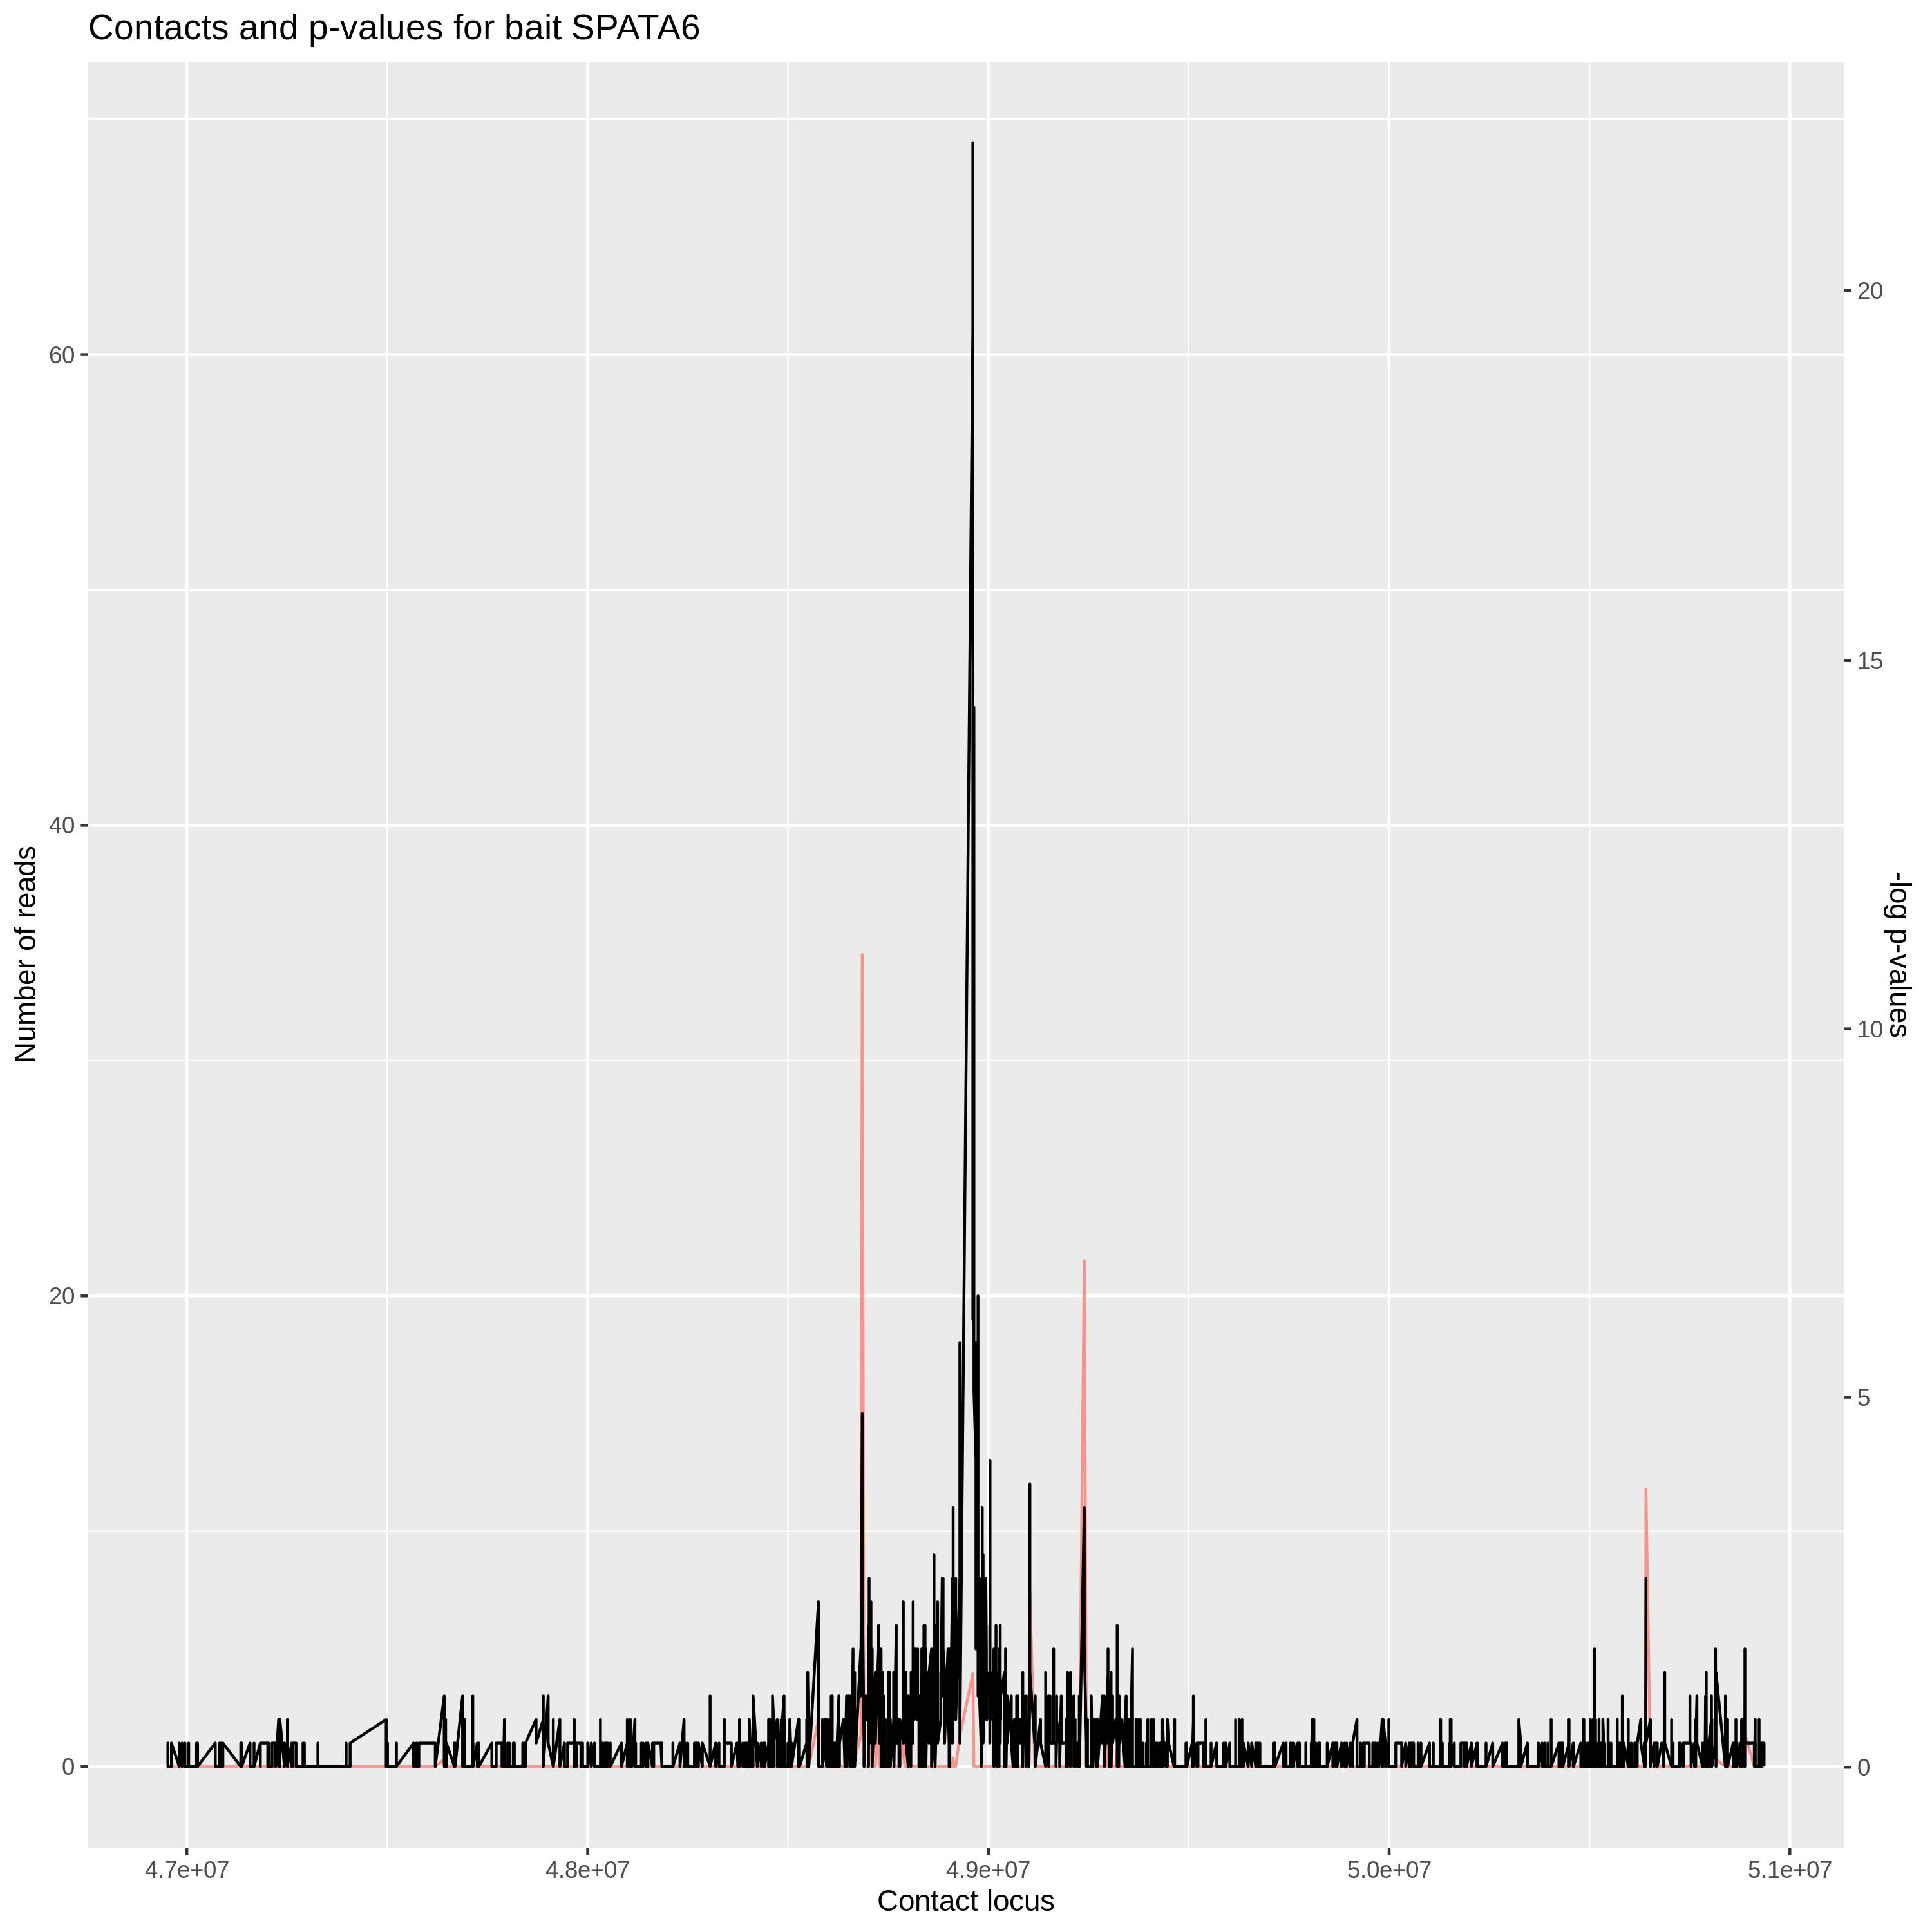 Contacts and p-values for bait SPATA6
Number of reads
60
40
20
0
20
15
10
5
0
-log p-values
4.7e+07 4.8e+07 4.9e+07 5.0e+07 5.1e+07
Contact locus